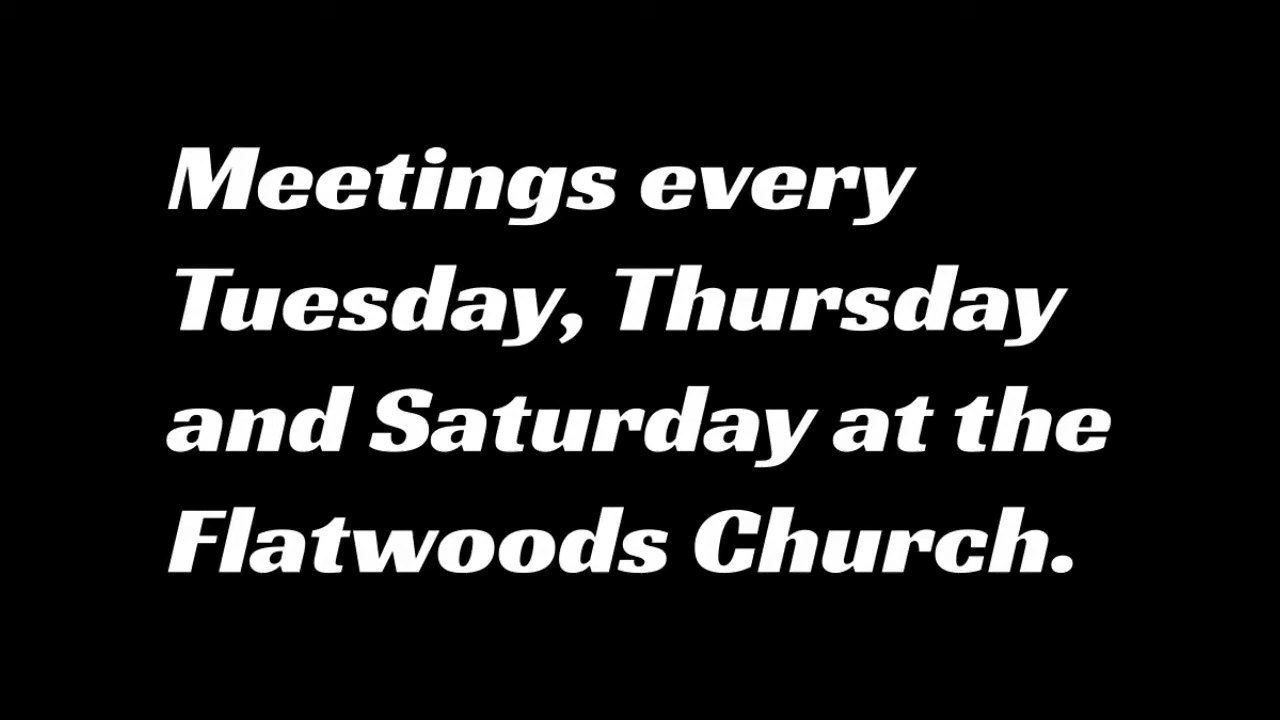 Meetings every
Tuesday, Thursday
and Saturday at the
Flatwoods Church.